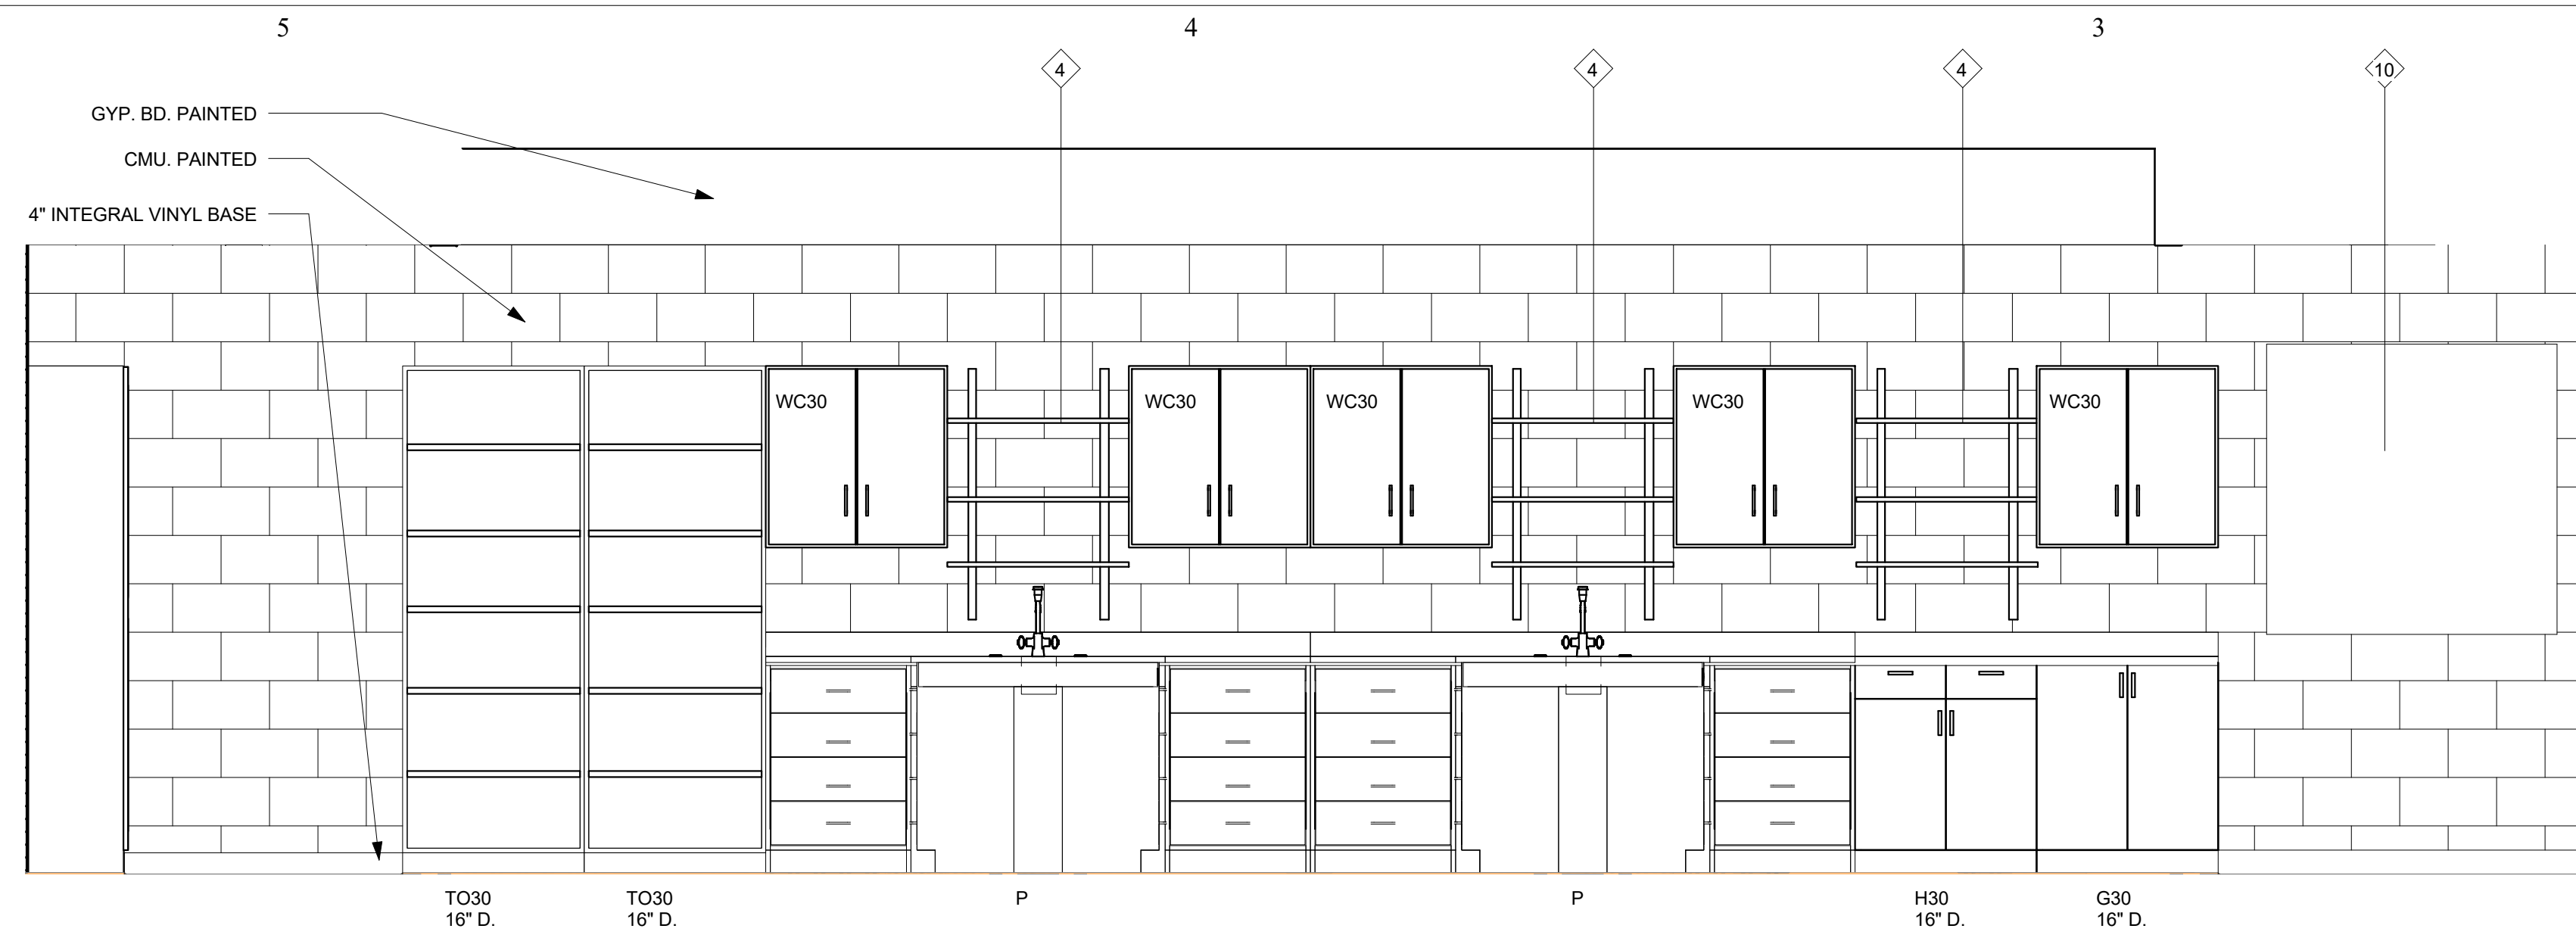 5 4 3
4 4 4 10
GYP. BD. PAINTED
CMU. PAINTED
4" INTEGRAL VINYL BASE
WC30 WC30 WC30 WC30 WC30
TO30 TO30 P P H30 G30
16" D. 16" D. 16" D. 16" D.